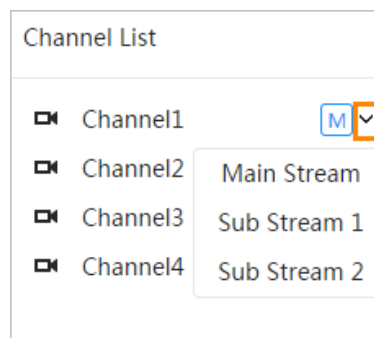 Channel List
Channel1 M
Channel2
Main Stream
Channel3
Sub Stream 1
Channel4
Sub Stream 2